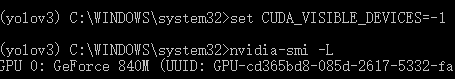 (yolov3) C:\WINDOWS\system32>set CUDA_VISIBLE_DEVICES=-1
(yolov3) C:\WINDOWS\system32>nvidia-smi -L
GPU 0: GeForce 840M (UUID: GPU-cd365bd8-085d-2617-5332-fa